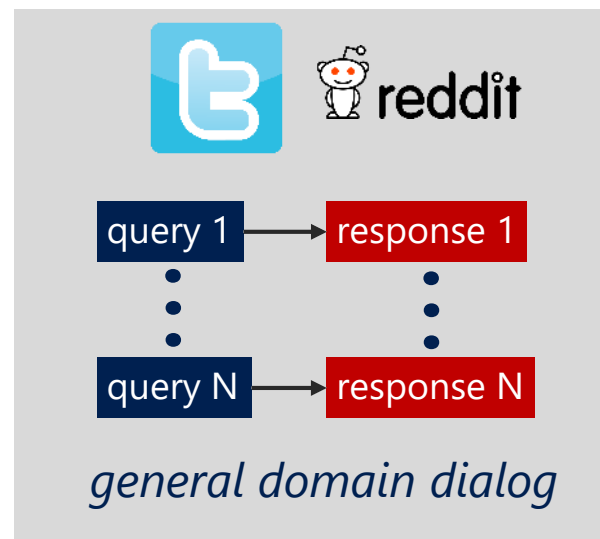 t reddit
query 1 response 1
query N response N
general domain dialog